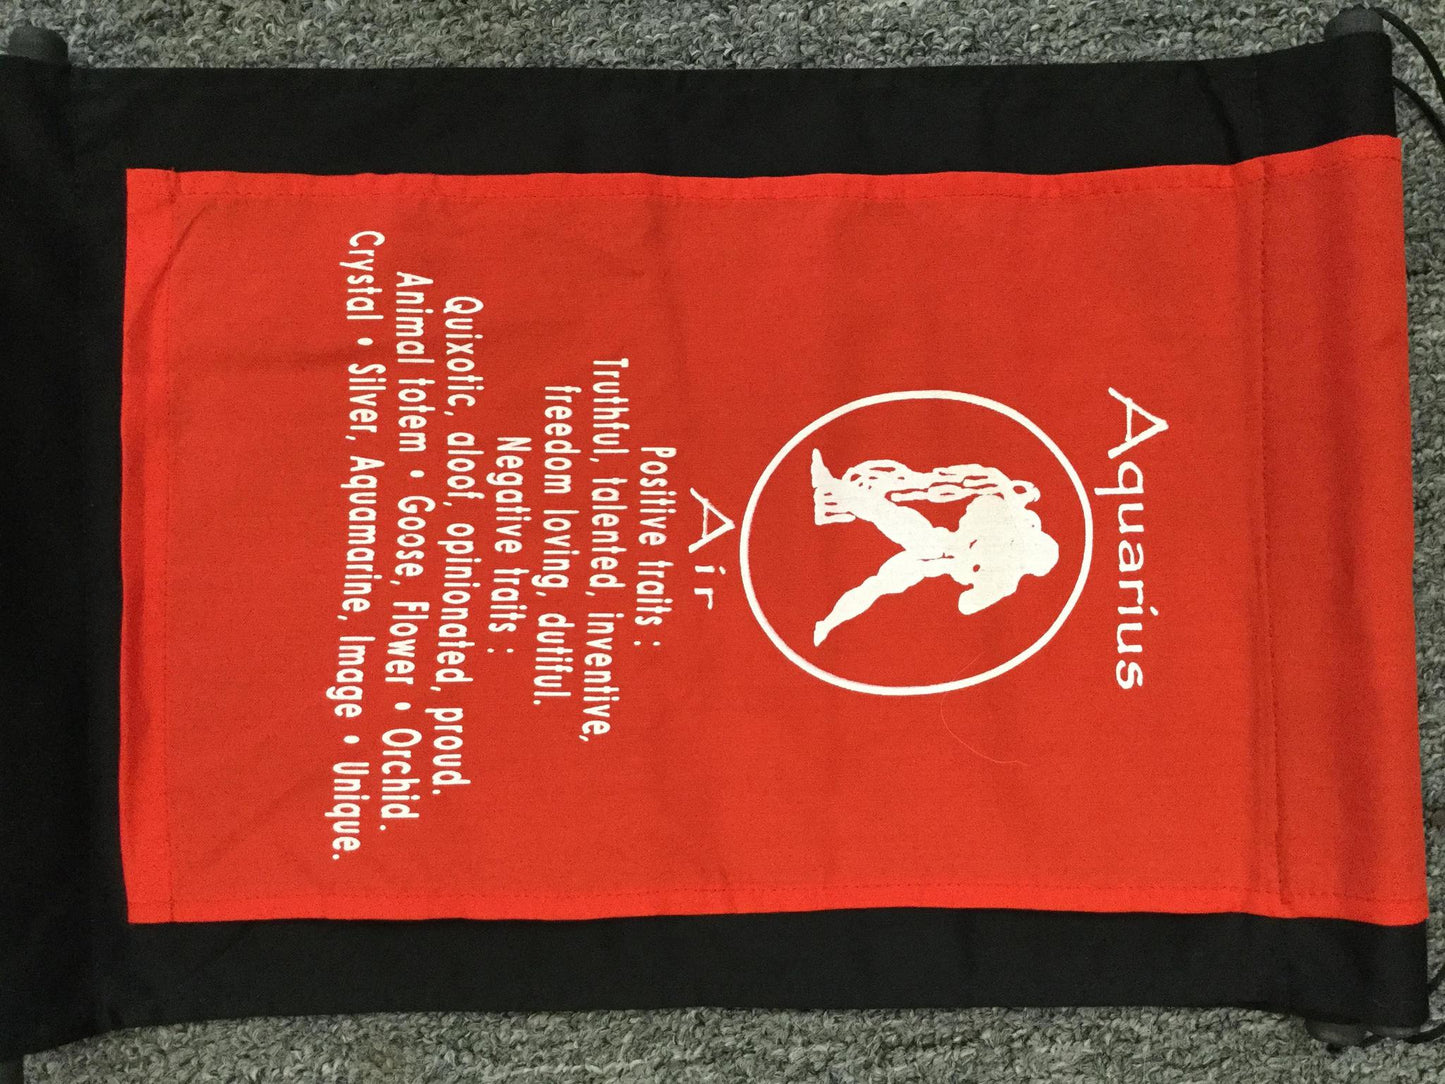 Aquarius
Air
Positive traits :
Truthful, talented, inventive,
freedom loving, dutiful.
Negative traits :
Quixotic, aloof, opinionated, proud.
Animal totem • Goose, Flower • Orchid.
Crystal • Silver, Aquamarine, Image • Unique.